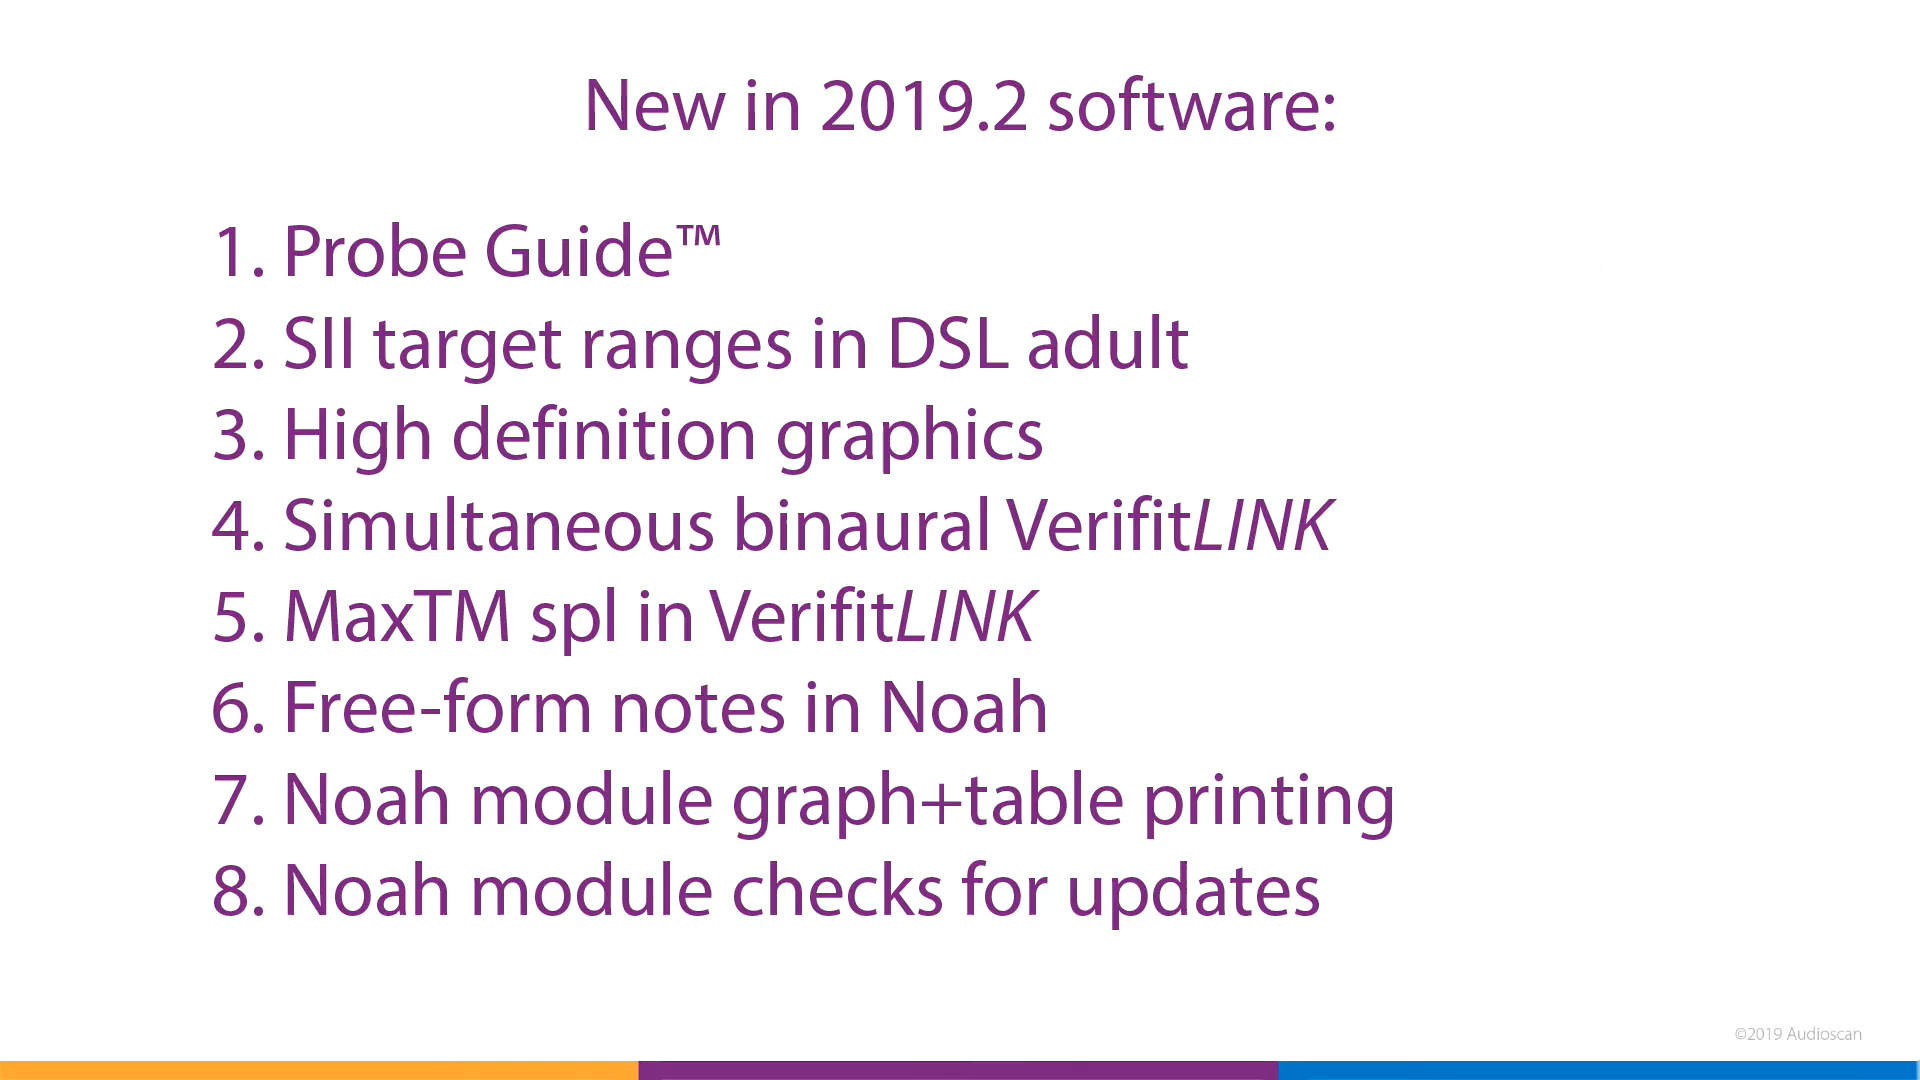 New in 2019.2 software:
1. Probe Guide™
2. SII target ranges in DSL adult
3. High definition graphics
4. Simultaneous binaural VerifitLINK
5. MaxTM spl in VerifitLINK
6. Free-form notes in Noah
7. Noah module graph+table printing
8. Noah module checks for updates
©2019 Audioscan